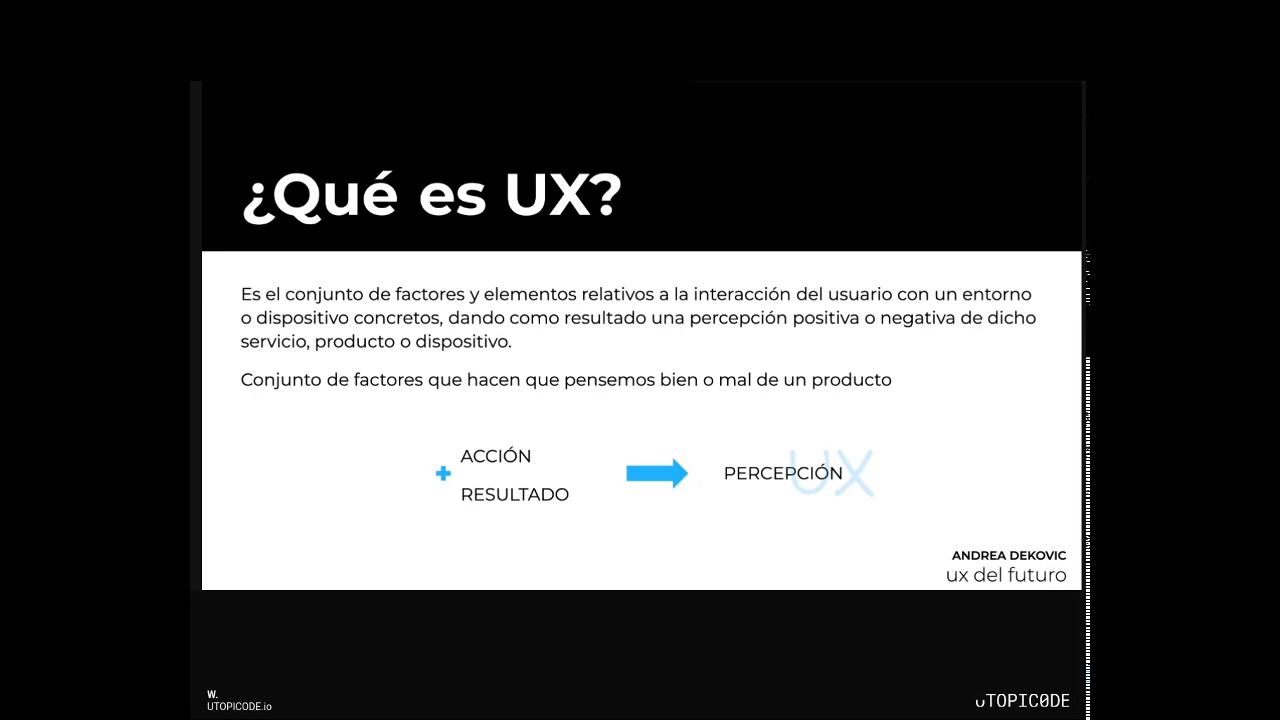 ¿Qué es UX?
Es el conjunto de factores y elementos relativos a la interacción del usuario con un entorno
o dispositivo concretos, dando como resultado una percepción positiva o negativa de dicho
servicio, producto o dispositivo.
Conjunto de factores que hacen que pensemos bien o mal de un producto
ACCIÓN
+
RESULTADO
PERCEPCIÓN
UX
ANDREA DEKOVIC
ux del futuro
W.
UTOPICODE.io
uTOPIC0DE